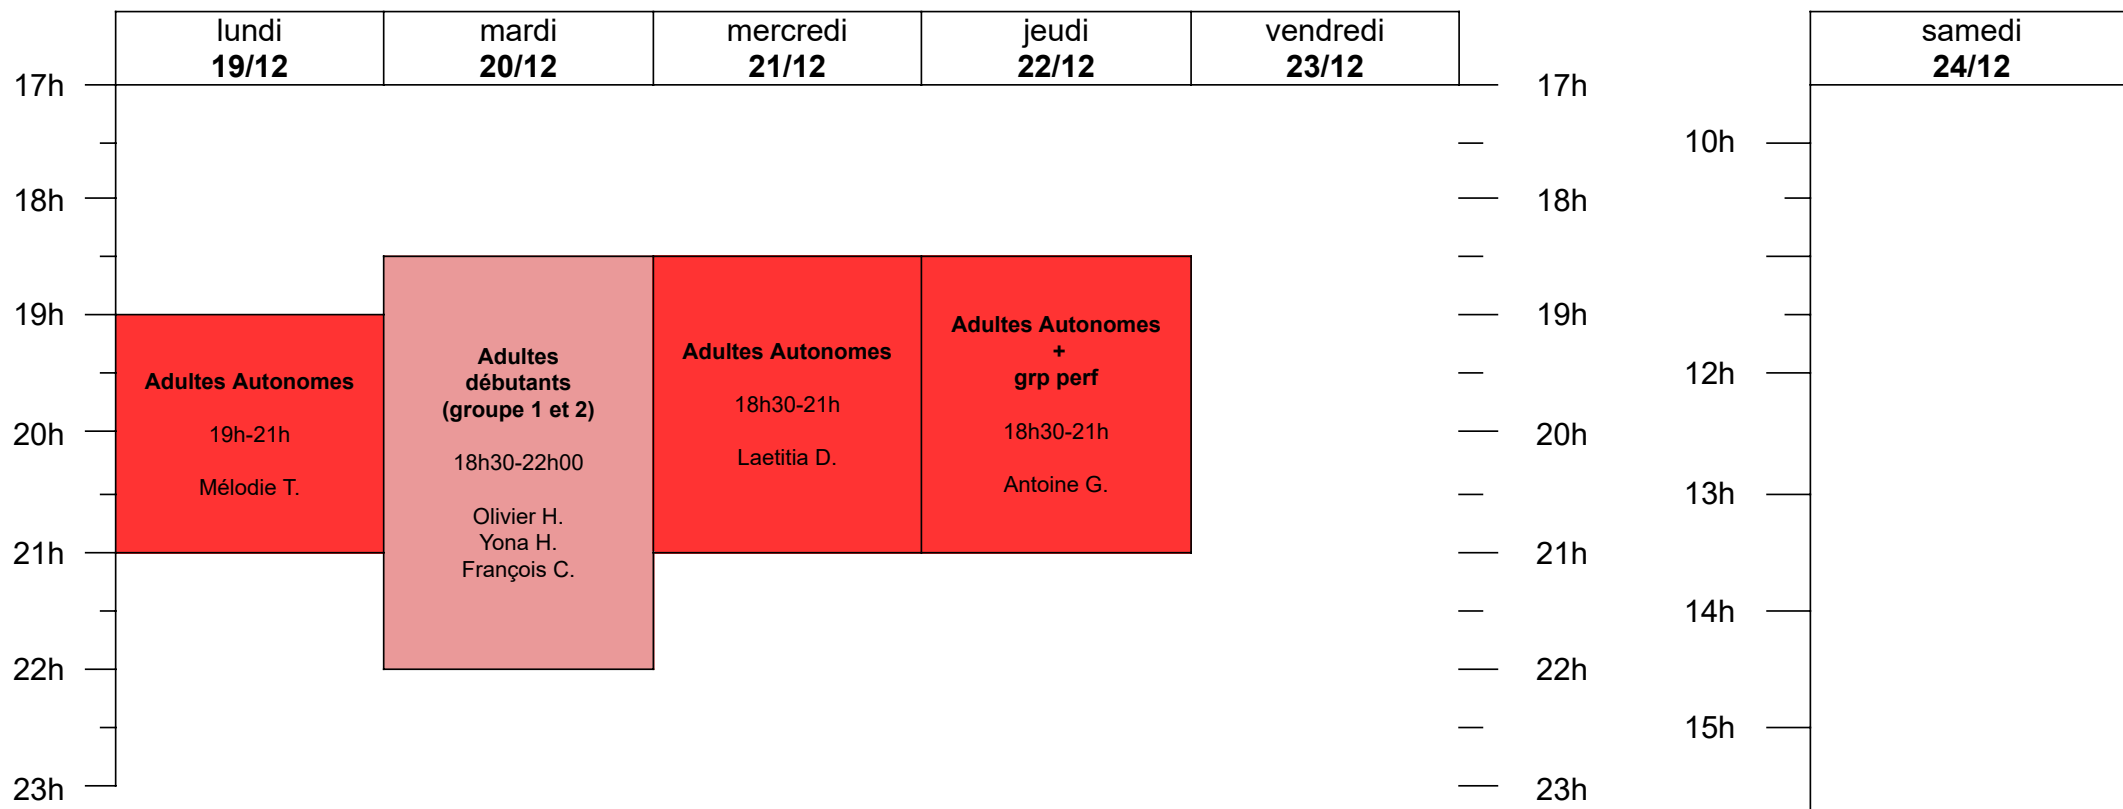 lundi
19/12
mardi
20/12
mercredi
21/12
jeudi
22/12
vendredi
23/12
samedi
24/12
17h
18h
19h
20h
21h
22h
23h
Adultes Autonomes
19h-21h
Mélodie T.
Adultes
débutants
(groupe 1 et 2)
18h30-22h00
Olivier H.
Yona H.
François C.
Adultes Autonomes
18h30-21h
Laetitia D.
Adultes Autonomes
+
grp perf
18h30-21h
Antoine G.
17h
18h
19h
20h
21h
22h
23h
10h
12h
13h
14h
15h